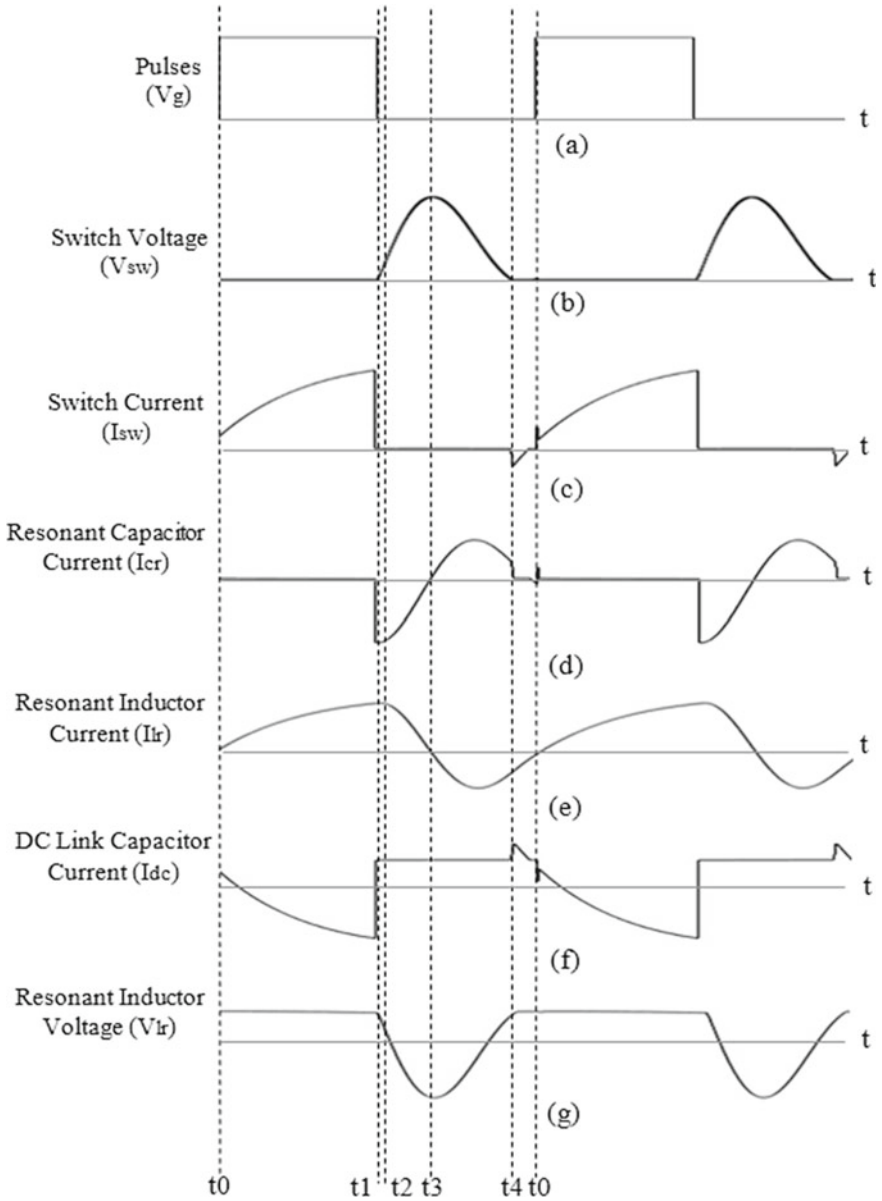 Pulses
(Vg)
t
(a)
Switch Voltage
(Vsw)
t
(b)
Switch Current
(Isw)
t
(c)
Resonant Capacitor
Current (Icr)
t
(d)
Resonant Inductor
Current (Ilr)
t
(e)
DC Link Capacitor
Current (Idc)
t
(f)
Resonant Inductor
Voltage (Vlr)
t
(g)
t0 t1 t2 t3 t4 t0